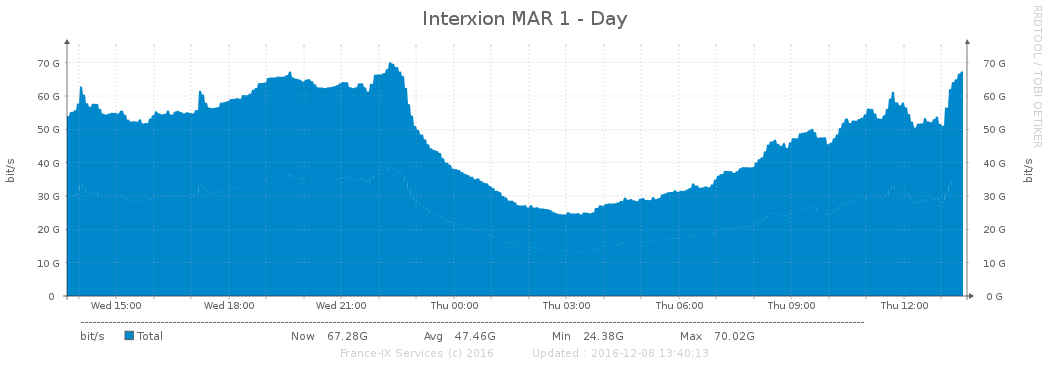 Interxion MAR 1 - Day
RRDTOOL / TOBI OETIKER
bit/s
70 G 70 G
60 G 60 G
50 G 50 G
40 G 40 G
30 G 30 G
20 G 20 G
10 G 10 G
0 0 G
bit/s
Wed 15:00 Wed 18:00 Wed 21:00 Thu 00:00 Thu 03:00 Thu 06:00 Thu 09:00 Thu 12:00
bit/s Total Now 67.28G Avg 47.46G Min 24.38G Max 70.02G
France-IX Services (c) 2016 Updated : 2016-12-08 13:40:13